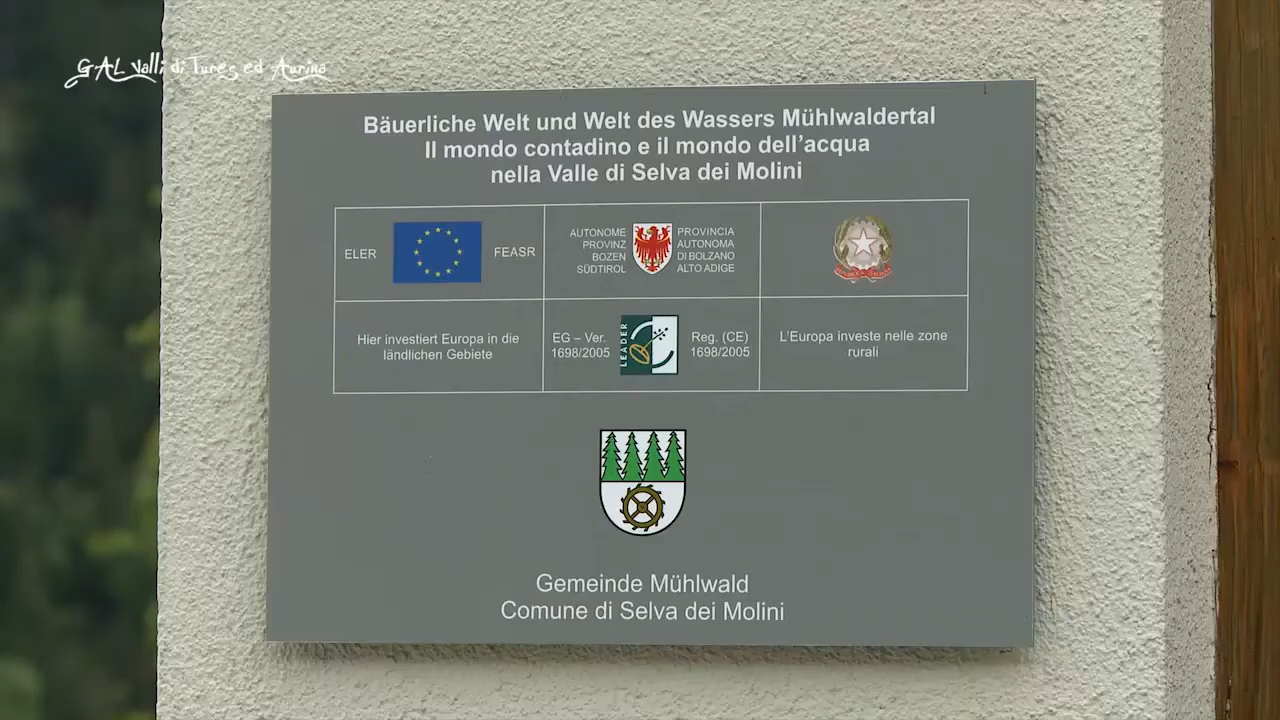 GAL Valli di Tures ed Aurina
Bäuerliche Welt und Welt des Wassers Mühlwaldertal
Il mondo contadino e il mondo dell'acqua
nella Valle di Selva dei Molini
ELER
FEASR
AUTONOME
PROVINZ
BOZEN
SÜDTIROL
PROVINCIA
AUTONOMA
DI BOLZANO
ALTO ADIGE
Hier investiert Europa in die
ländlichen Gebiete
EG – Ver.
1698/2005
LEADER
Reg. (CE)
1698/2005
L'Europa investe nelle zone
rurali
Gemeinde Mühlwald
Comune di Selva dei Molini